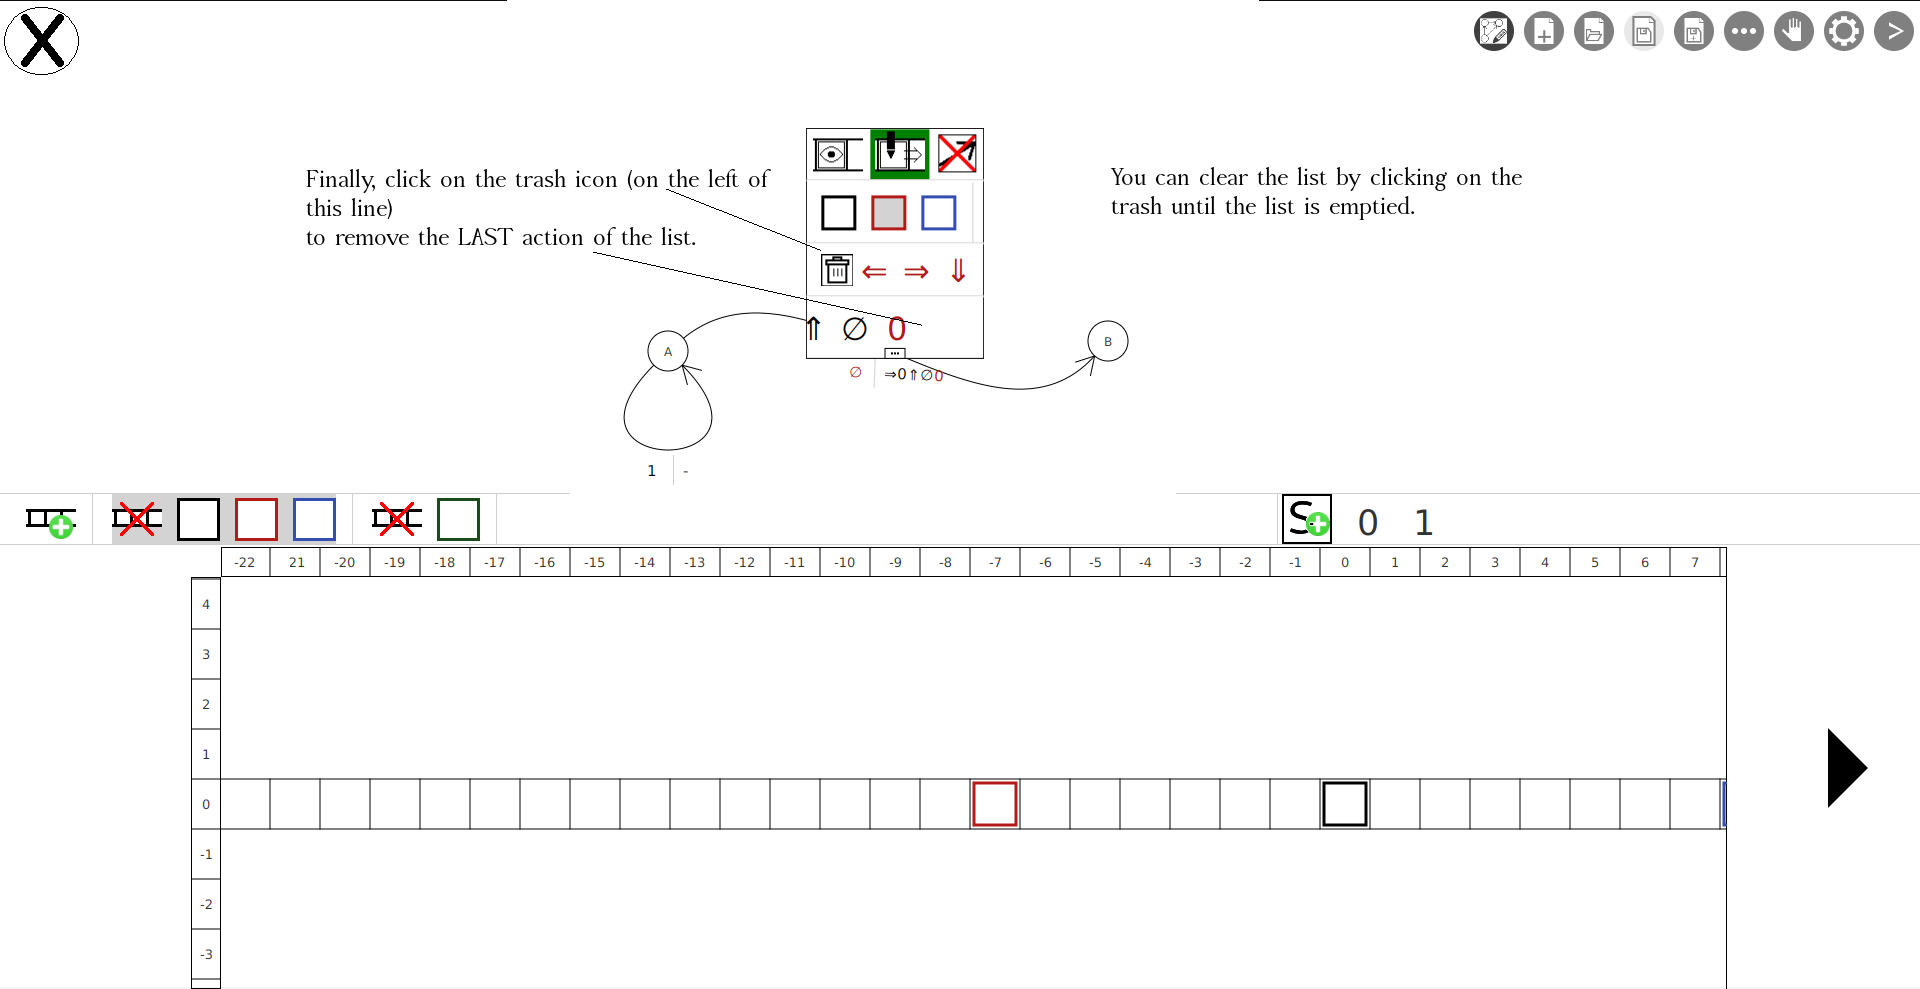 X
>
Finally, click on the trash icon (on the left of
this line)
to remove the LAST action of the list.
You can clear the list by clicking on the
trash until the list is emptied.
⇐ ⇒ ⇓
⇑ ∅ 0
...
A
B
∅ ⇒0⇑∅0
1 -
S 0 1
-22 21 -20 -19 -18 -17 -16 -15 -14 -13 -12 -11 -10 -9 -8 -7 -6 -5 -4 -3 -2 -1 0 1 2 3 4 5 6 7
4
3
2
1
0
-1
-2
-3